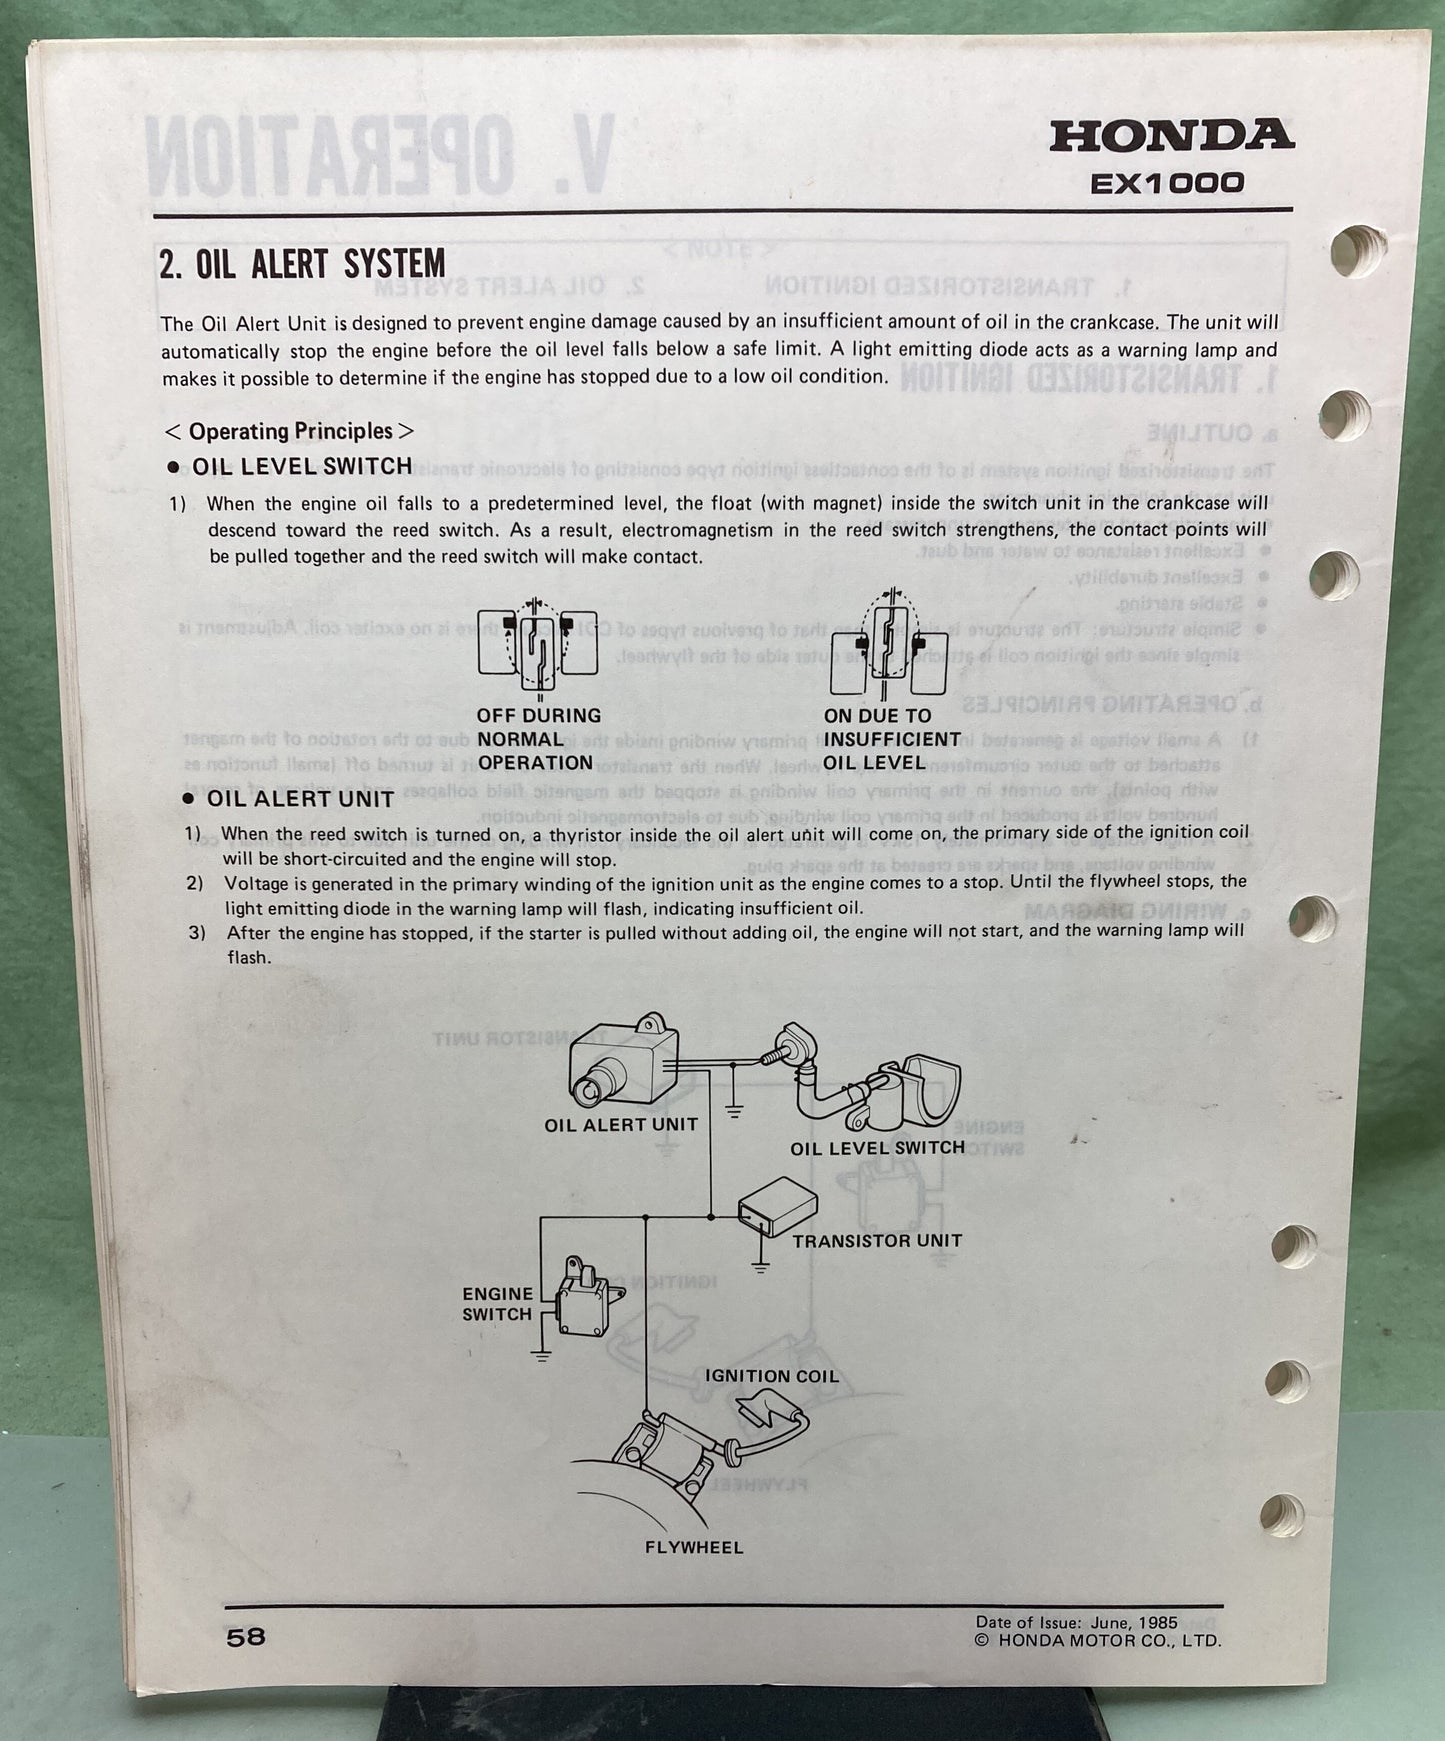 HONDA
EX1000
2. OIL ALERT SYSTEM
The Oil Alert Unit is designed to prevent engine damage caused by an insufficient amount of oil in the crankcase. The unit will
automatically stop the engine before the oil level falls below a safe limit. A light emitting diode acts as a warning lamp and
makes it possible to determine if the engine has stopped due to a low oil condition.
< Operating Principles >
● OIL LEVEL SWITCH
1) When the engine oil falls to a predetermined level, the float (with magnet) inside the switch unit in the crankcase will
descend toward the reed switch. As a result, electromagnetism in the reed switch strengthens, the contact points will
be pulled together and the reed switch will make contact.
OFF DURING
NORMAL
OPERATION
ON DUE TO
INSUFFICIENT
OIL LEVEL
● OIL ALERT UNIT
1) When the reed switch is turned on, a thyristor inside the oil alert unit will come on, the primary side of the ignition coil
will be short-circuited and the engine will stop.
2) Voltage is generated in the primary winding of the ignition unit as the engine comes to a stop. Until the flywheel stops, the
light emitting diode in the warning lamp will flash, indicating insufficient oil.
3) After the engine has stopped, if the starter is pulled without adding oil, the engine will not start, and the warning lamp will
flash.
OIL ALERT UNIT
OIL LEVEL SWITCH
TRANSISTOR UNIT
ENGINE
SWITCH
IGNITION COIL
FLYWHEEL
58
Date of Issue: June, 1985
© HONDA MOTOR CO., LTD.